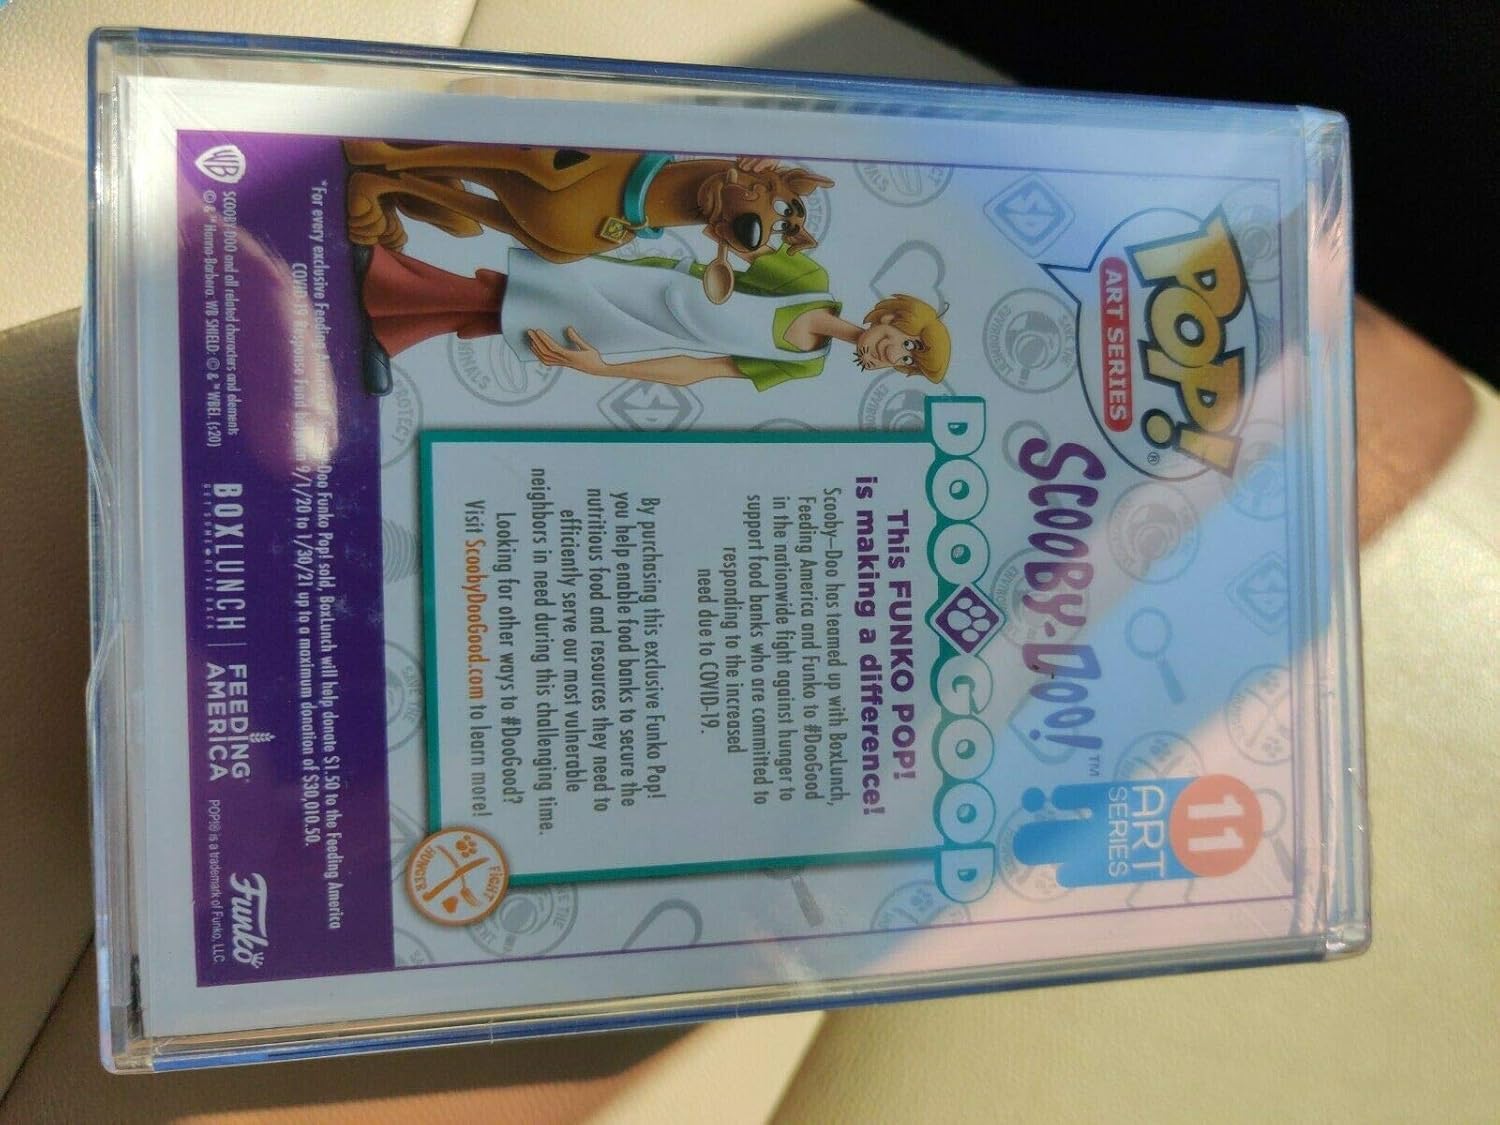 POP!®
ART SERIES
11
ART
SERIES
SCOOBY-DOO!™
DOO GOOD
This FUNKO POP!
is making a difference!
Scooby-Doo has teamed up with BoxLunch,
Feeding America and Funko to #DooGood
in the nationwide fight against hunger to
support food banks who are committed to
responding to the increased
need due to COVID-19.
By purchasing this exclusive Funko Pop!
you help enable food banks to secure the
nutritious food and resources they need to
efficiently serve our most vulnerable
neighbors in need during this challenging time.
Looking for other ways to #DooGood?
Visit ScoobyDooGood.com to learn more!
FIGHT
HUNGER
*For every exclusive Feeding America Doo Funko Pop! sold, BoxLunch will help donate $1.50 to the Feeding America
COVID-19 Response Fund 9/1/20 to 1/30/21 up to a maximum donation of $30,010.50.
WB
SCOOBY-DOO and all related characters and elements
© & ™ Hanna-Barbera. WB SHIELD: © & ™ WBEI. (s20)
BOXLUNCH
GET SOME GIVE BACK
FEEDING
AMERICA
POP!® is a trademark of Funko, LLC.
Funko